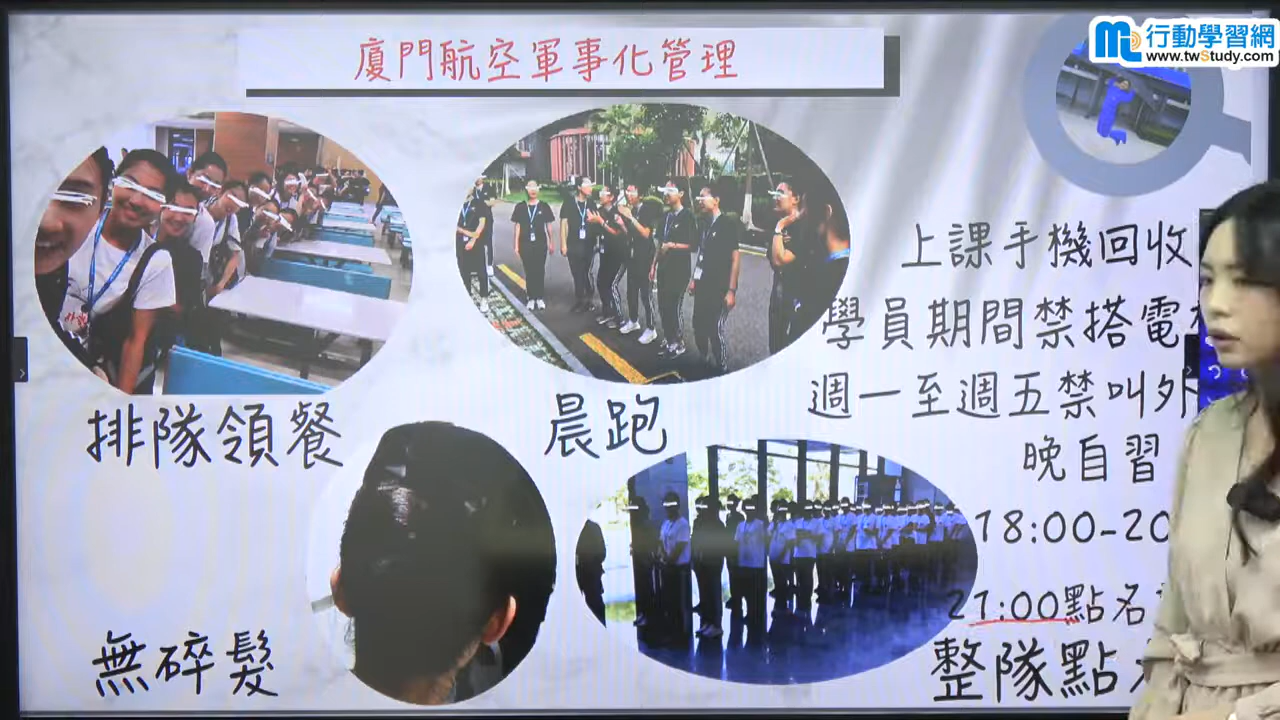 廈門航空軍事化管理
行動學習網
www.twStudy.com
上課手機回收
學員期間禁搭電
週一至週五禁叫外
晚自習
18:00-20
21:00點名
排隊領餐
晨跑
無碎髮
整隊點